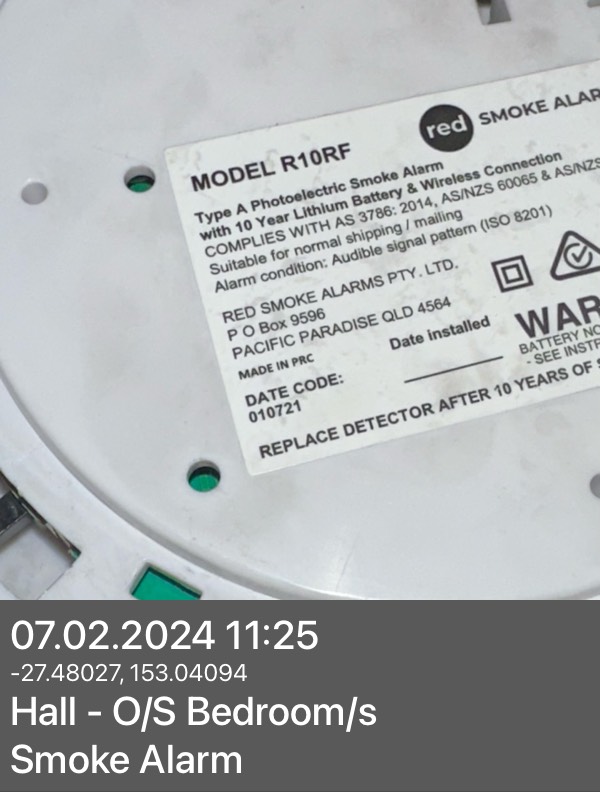 red SMOKE ALAR
MODEL R10RF
Type A Photoelectric Smoke Alarm
with 10 Year Lithium Battery & Wireless Connection
COMPLIES WITH AS 3786: 2014, AS/NZS 60065 & AS/NZS
Suitable for normal shipping / mailing
Alarm condition: Audible signal pattern (ISO 8201)
RED SMOKE ALARMS PTY. LTD.
P O Box 9596
PACIFIC PARADISE QLD 4564
MADE IN PRC
Date installed
WAR
BATTERY NO
- SEE INSTR
DATE CODE:
010721
REPLACE DETECTOR AFTER 10 YEARS OF
07.02.2024 11:25
-27.48027, 153.04094
Hall - O/S Bedroom/s
Smoke Alarm